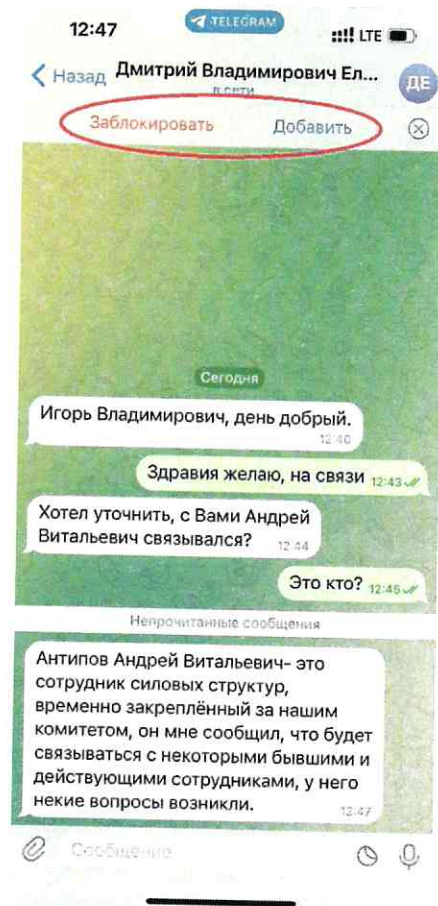 12:47
TELEGRAM
LTE
Назад
Дмитрий Владимирович Ел...
в сети
ДЕ
Заблокировать
Добавить
Сегодня
Игорь Владимирович, день добрый.
12:40
Здравия желаю, на связи 12:43
Хотел уточнить, с Вами Андрей
Витальевич связывался? 12:44
Это кто? 12:45
Непрочитанные сообщения
Антипов Андрей Витальевич- это
сотрудник силовых структур,
временно закреплённый за нашим
комитетом, он мне сообщил, что будет
связываться с некоторыми бывшими и
действующими сотрудниками, у него
некие вопросы возникли. 12:47
Сообщение